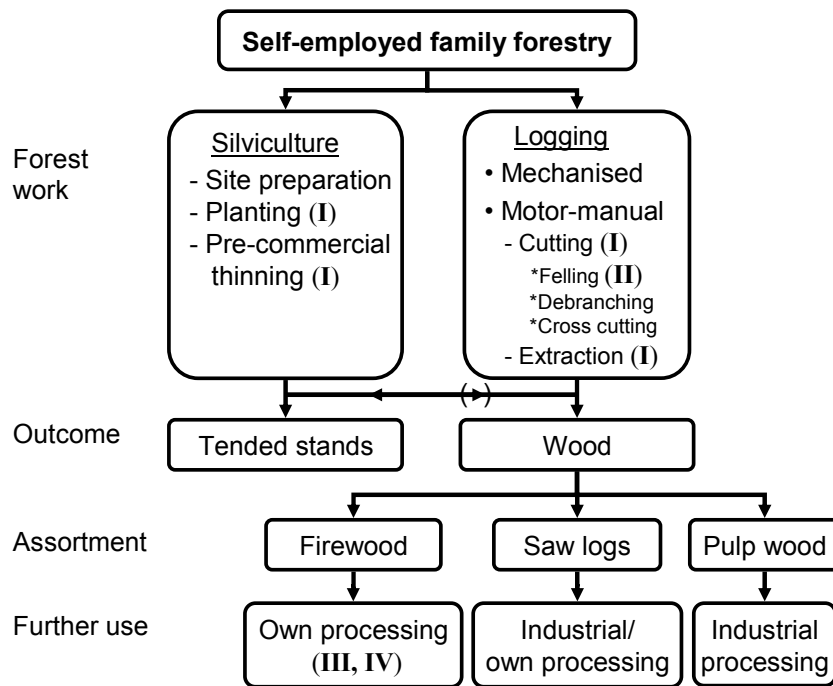 Self-employed family forestry
Forest
work
Silviculture
- Site preparation
- Planting (I)
- Pre-commercial
thinning (I)
Logging
• Mechanised
• Motor-manual
- Cutting (I)
*Felling (II)
*Debranching
*Cross cutting
- Extraction (I)
( )
Outcome
Tended stands
Wood
Assortment
Firewood
Saw logs
Pulp wood
Further use
Own processing
(III, IV)
Industrial/
own processing
Industrial
processing